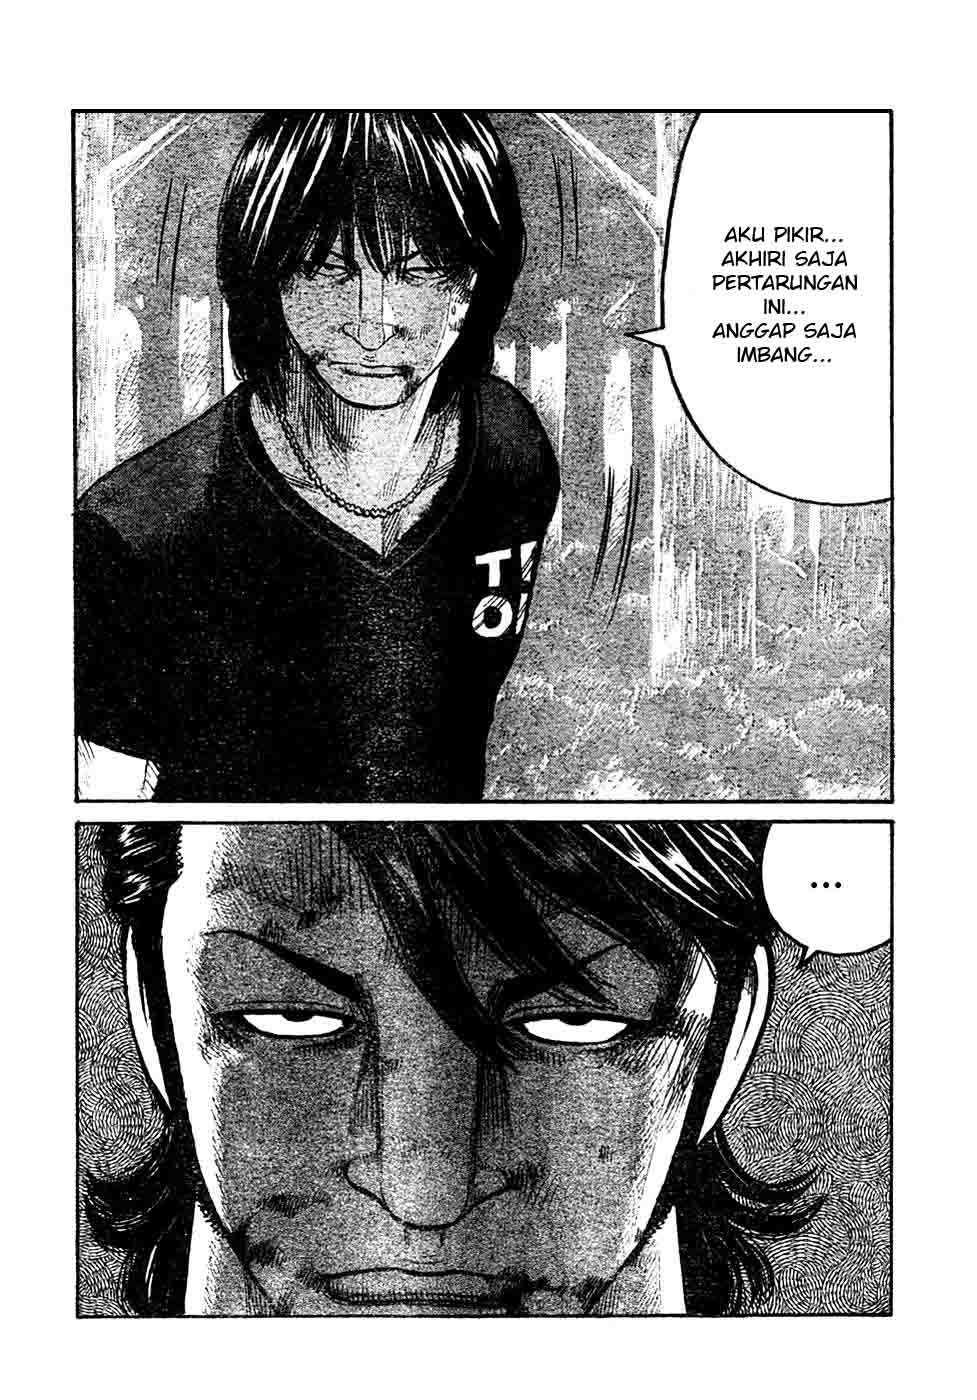 AKU PIKIR...
AKHIRI SAJA
PERTARUNGAN
INI...
ANGGAP SAJA
IMBANG...
T
O
...